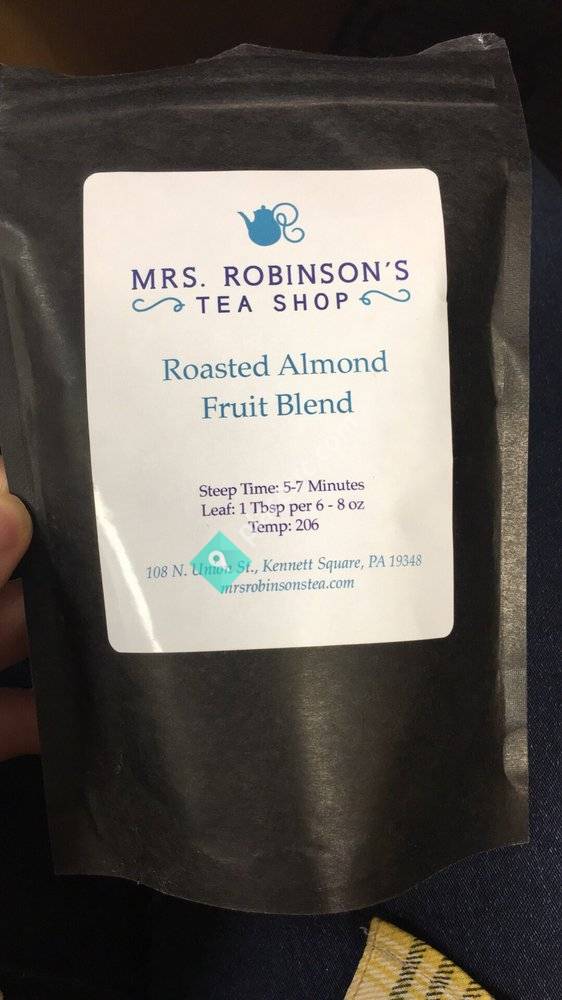 MRS. ROBINSON'S
TEA SHOP
Roasted Almond
Fruit Blend
Steep Time: 5-7 Minutes
Leaf: 1 Tbsp per 6 - 8 oz
Temp: 206
108 N. Union St., Kennett Square, PA 19348
mrsrobinsonstea.com